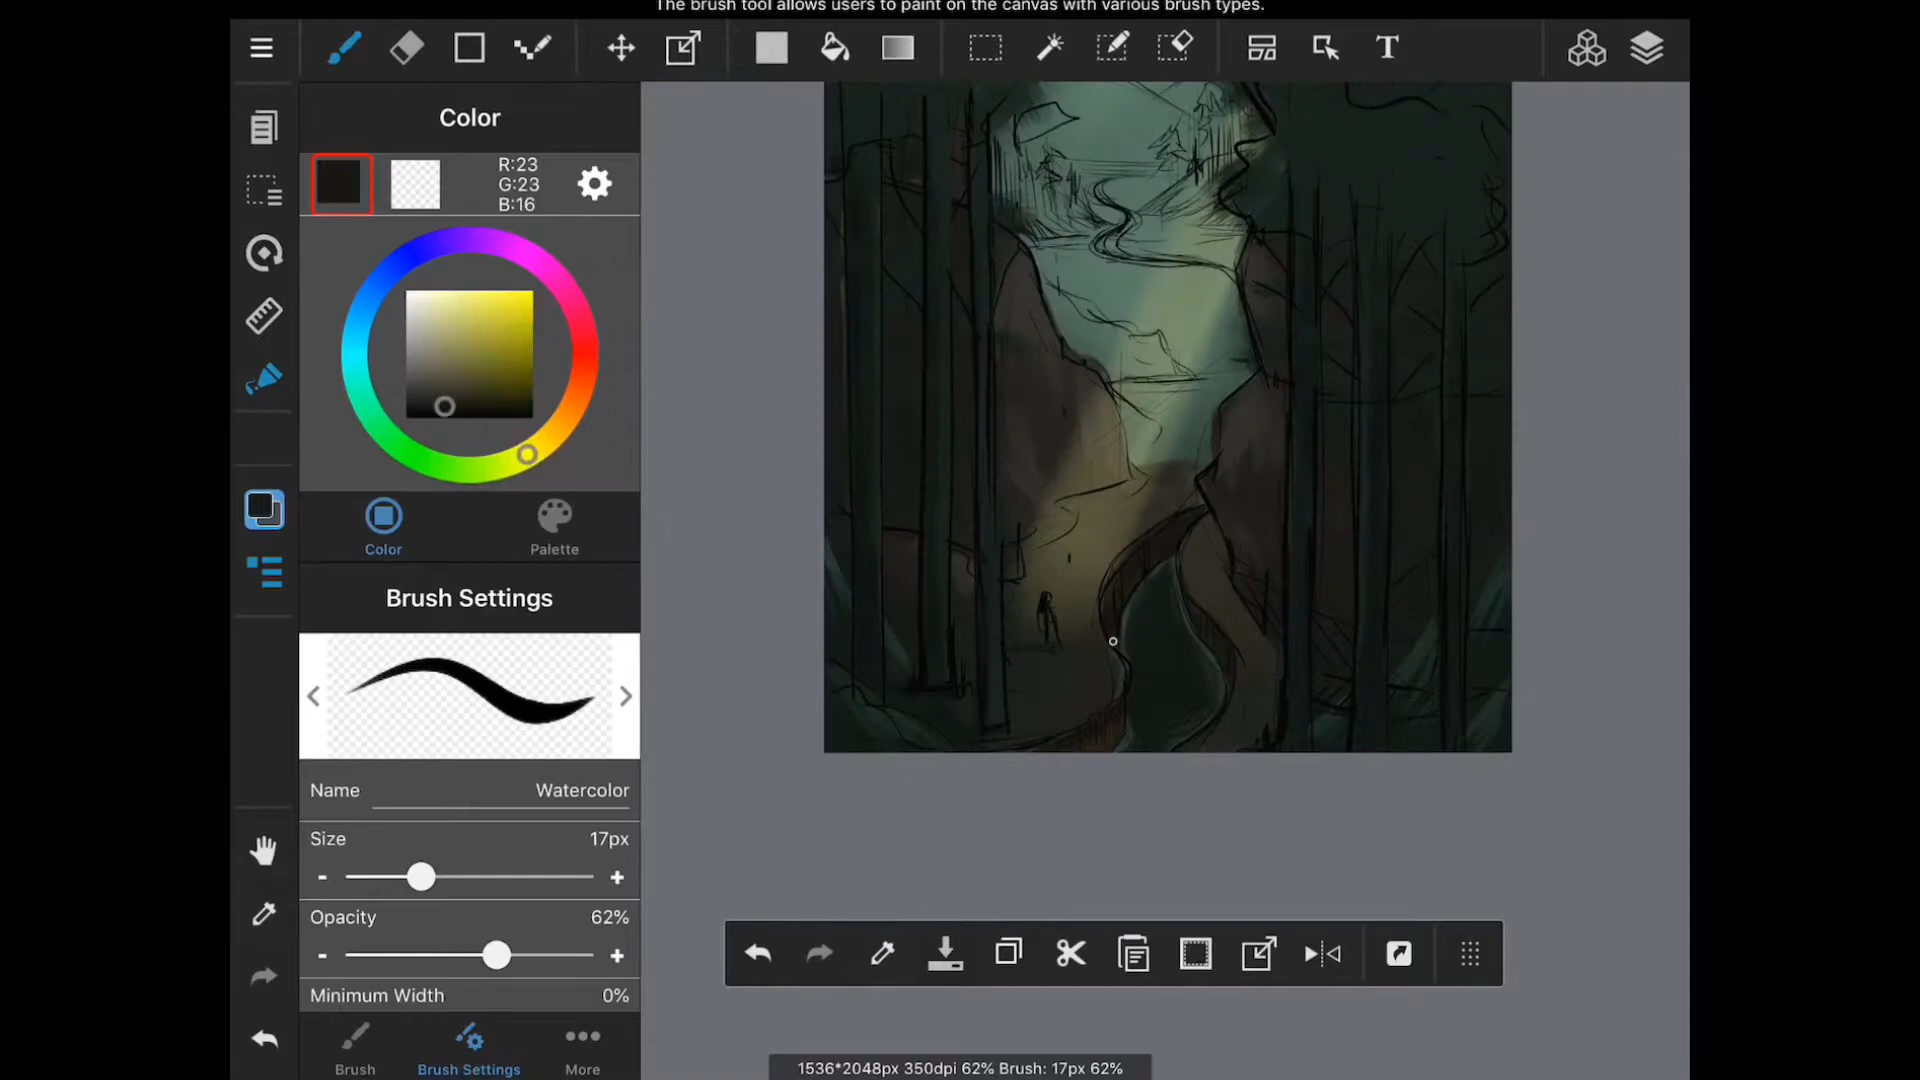 The brush tool allows users to paint on the canvas with various brush types.
T
Color
R:23
G:23
B:16
Color
Palette
Brush Settings
Name Watercolor
Size 17px
- +
Opacity 62%
- +
Minimum Width 0%
Brush
Brush Settings
More
1536*2048px 350dpi 62% Brush: 17px 62%